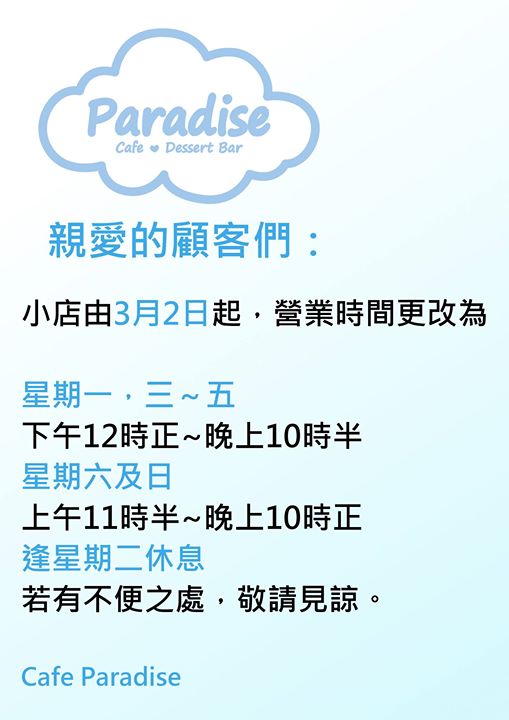 Paradise
Cafe ♥ Dessert Bar
親愛的顧客們：
小店由3月2日起，營業時間更改為
星期一，三～五
下午12時正~晚上10時半
星期六及日
上午11時半~晚上10時正
逢星期二休息
若有不便之處，敬請見諒。
Cafe Paradise